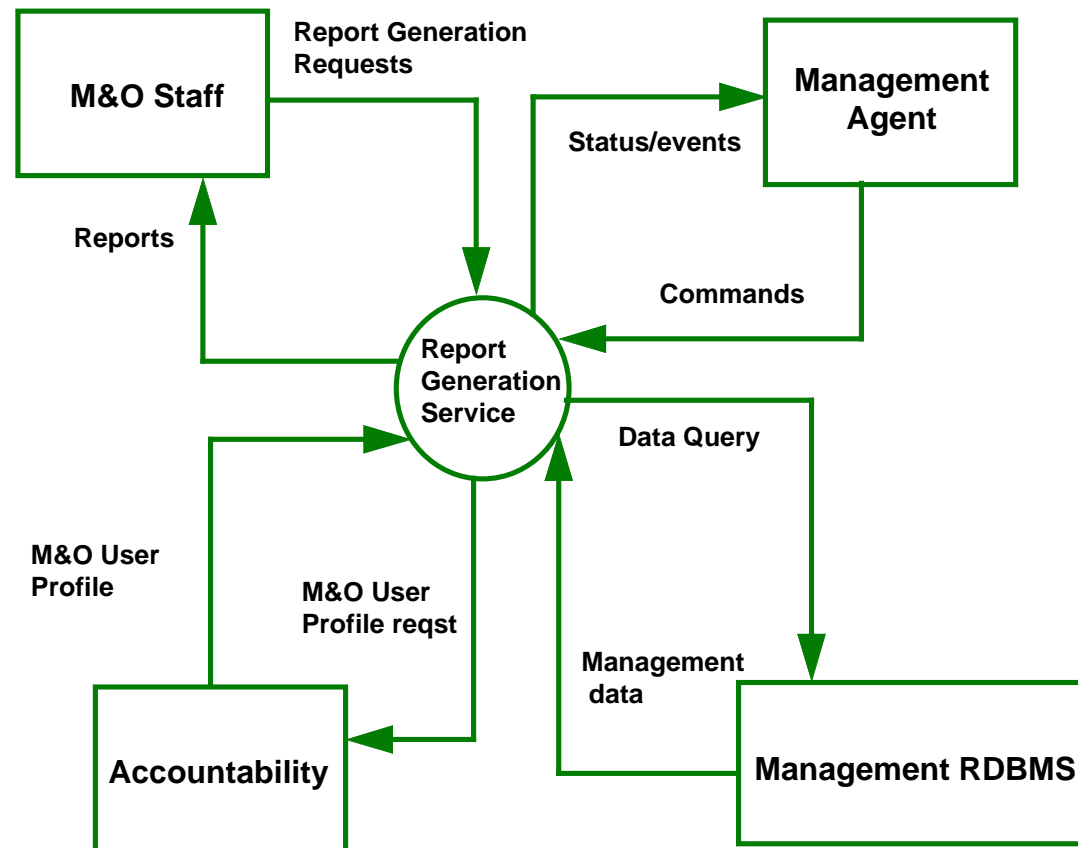 Report Generation
Requests
M&O Staff
Management
Agent
Status/events
Reports
Commands
Report
Generation
Service
Data Query
M&O User
Profile
M&O User
Profile reqst
Management
data
Accountability
Management RDBMS